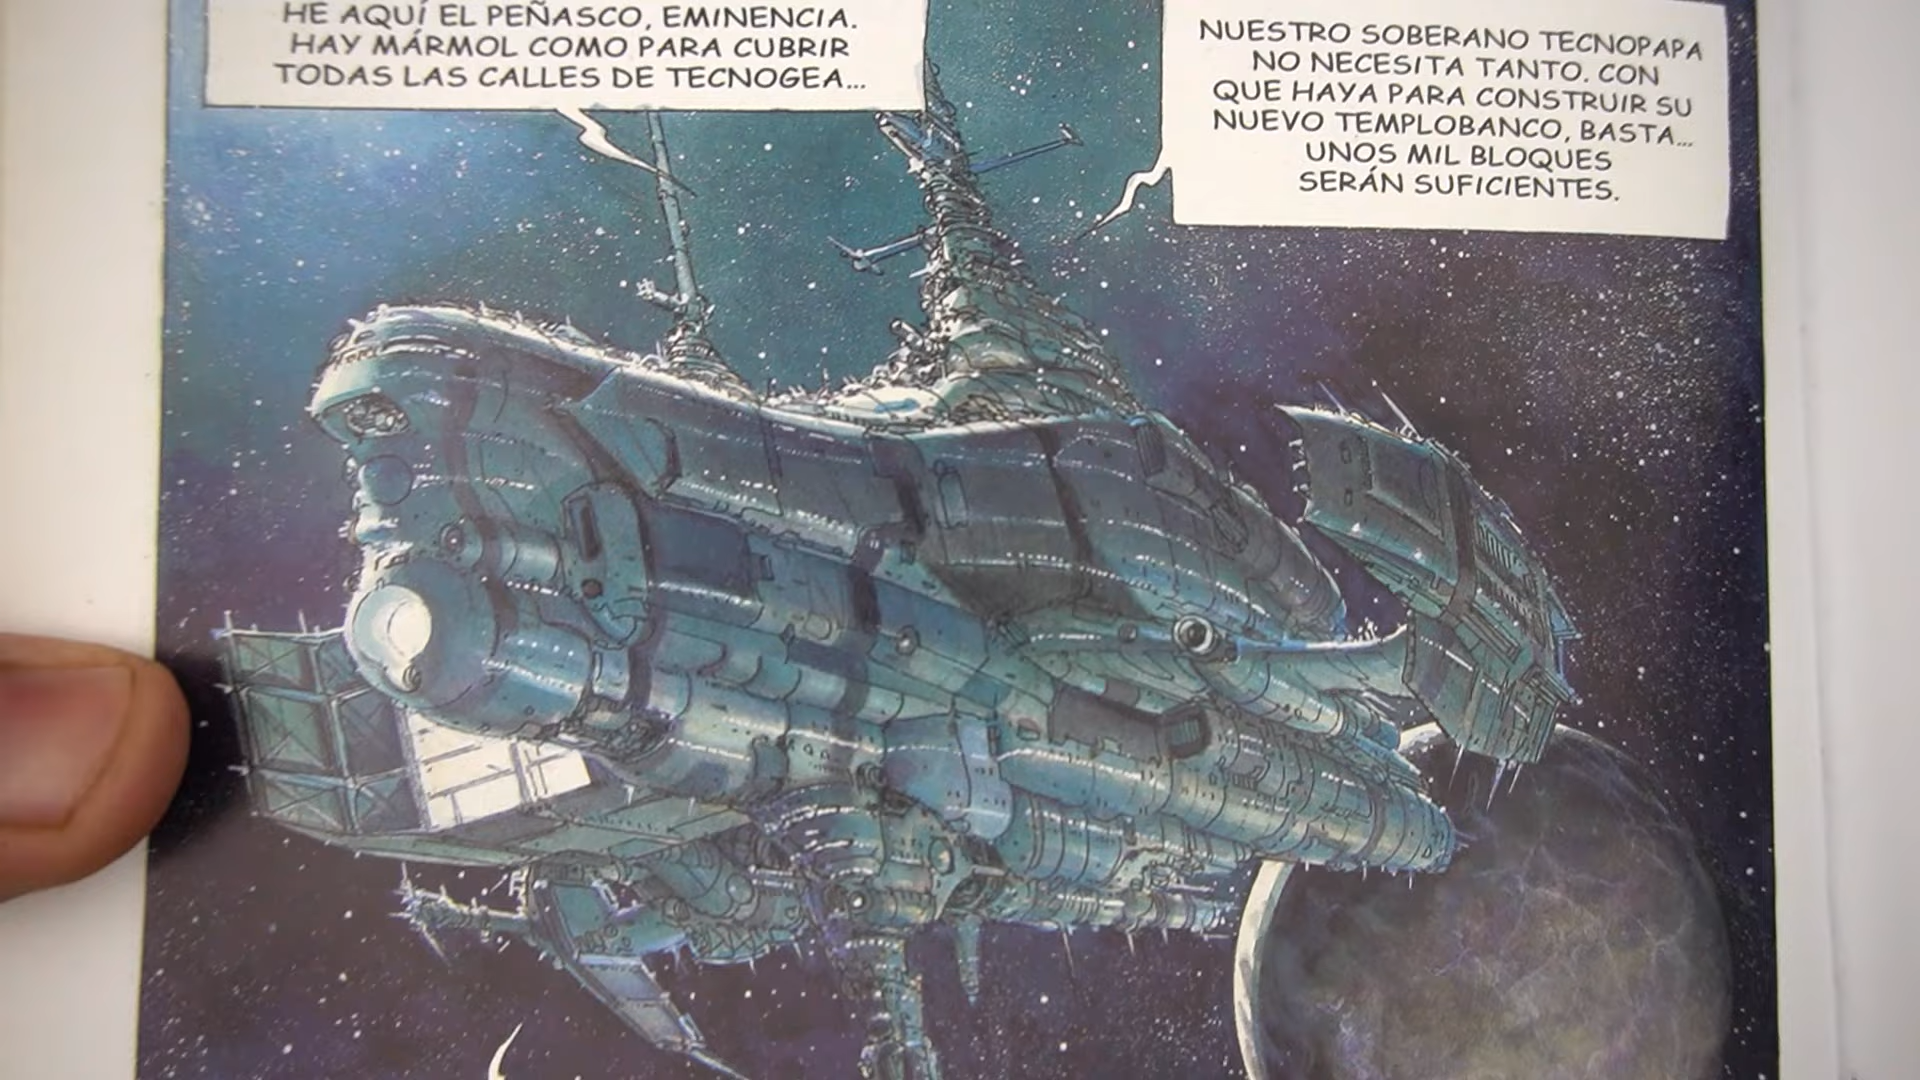 HE AQUÍ EL PEÑASCO, EMINENCIA.
HAY MÁRMOL COMO PARA CUBRIR
TODAS LAS CALLES DE TECNOGEA...
NUESTRO SOBERANO TECNOPAPA
NO NECESITA TANTO. CON
QUE HAYA PARA CONSTRUIR SU
NUEVO TEMPLOBANCO, BASTA...
UNOS MIL BLOQUES
SERÁN SUFICIENTES.